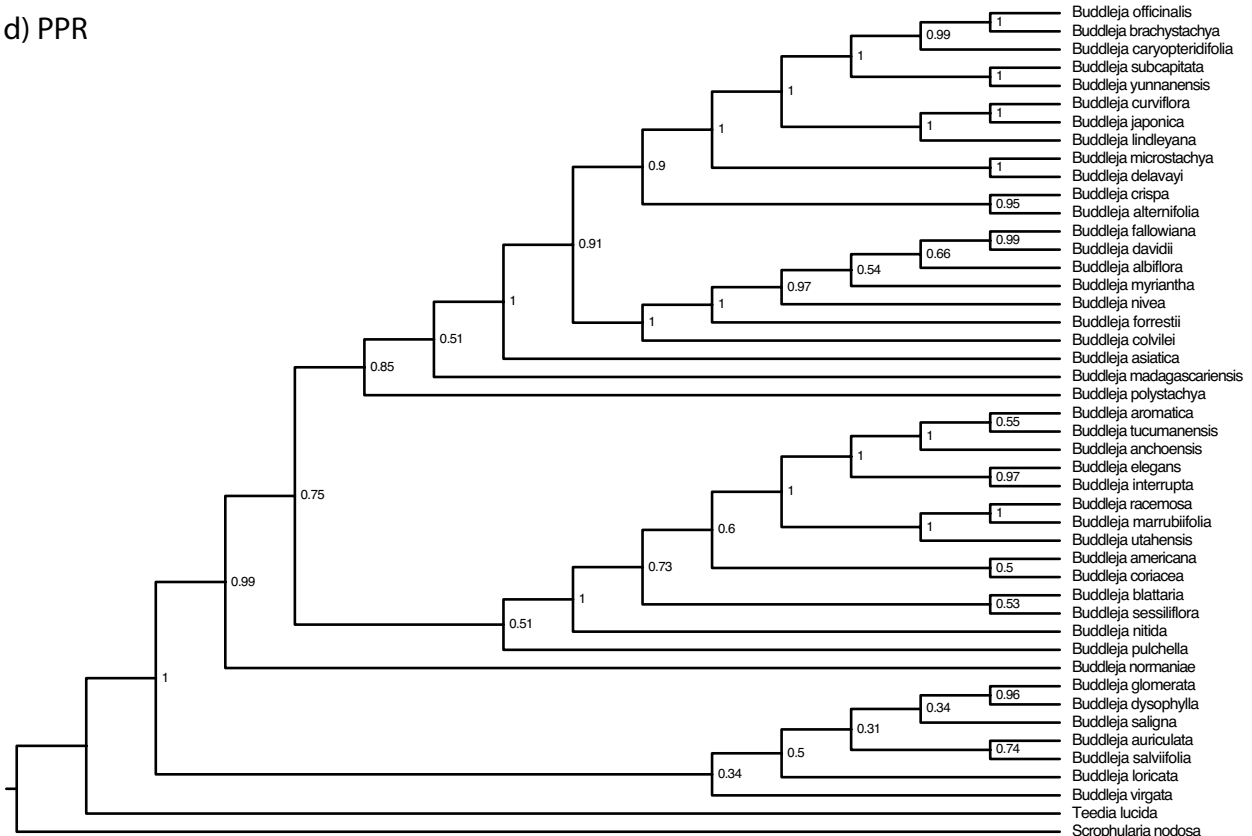 d) PPR
Buddleja officinalis
1
Buddleja brachystachya
0.99
Buddleja caryopteridifolia
1
Buddleja subcapitata
1
Buddleja yunnanensis
1
Buddleja curviflora
1
Buddleja japonica
1
Buddleja lindleyana
1
Buddleja microstachya
1
Buddleja delavayi
0.9
Buddleja crispa
0.95
Buddleja alternifolia
Buddleja fallowiana
0.99
Buddleja davidii
0.91
0.66
Buddleja albiflora
0.54
Buddleja myriantha
0.97
Buddleja nivea
1
1
Buddleja forrestii
1
Buddleja colvilei
0.51
Buddleja asiatica
0.85
Buddleja madagascariensis
Buddleja polystachya
Buddleja aromatica
0.55
Buddleja tucumanensis
1
Buddleja anchoensis
1
Buddleja elegans
0.97
Buddleja interrupta
1
0.75
Buddleja racemosa
1
Buddleja marrubiifolia
1
0.6
Buddleja utahensis
Buddleja americana
0.5
0.73
Buddleja coriacea
0.99
Buddleja blattaria
1
0.53
Buddleja sessiliflora
0.51
Buddleja nitida
Buddleja pulchella
Buddleja normaniae
1
Buddleja glomerata
0.96
Buddleja dysophylla
0.34
Buddleja saligna
0.31
Buddleja auriculata
0.74
0.5
Buddleja salviifolia
0.34
Buddleja loricata
Buddleja virgata
Teedia lucida
Scrophularia nodosa